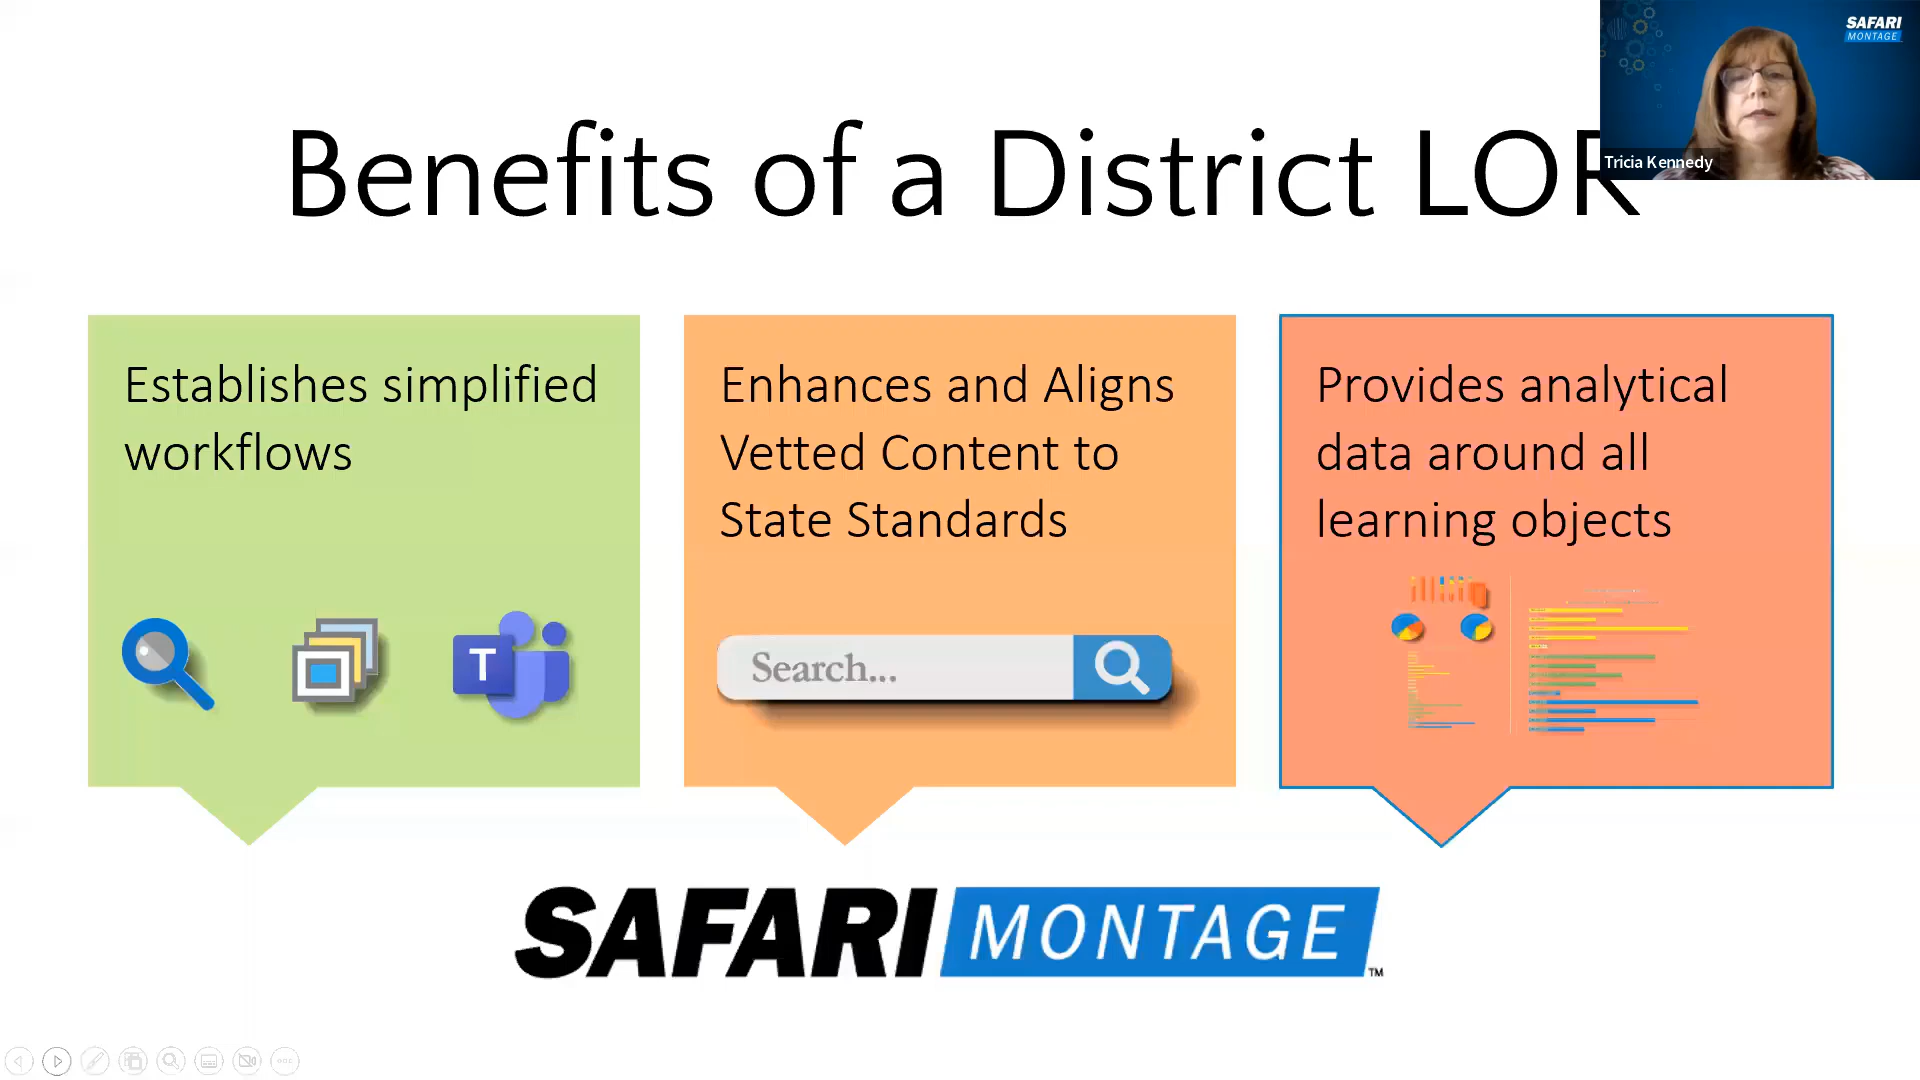 SAFARI
MONTAGE
Tricia Kennedy
Benefits of a District LOR
Establishes simplified
workflows
T
Enhances and Aligns
Vetted Content to
State Standards
Search...
Provides analytical
data around all
learning objects
SAFARI MONTAGE™